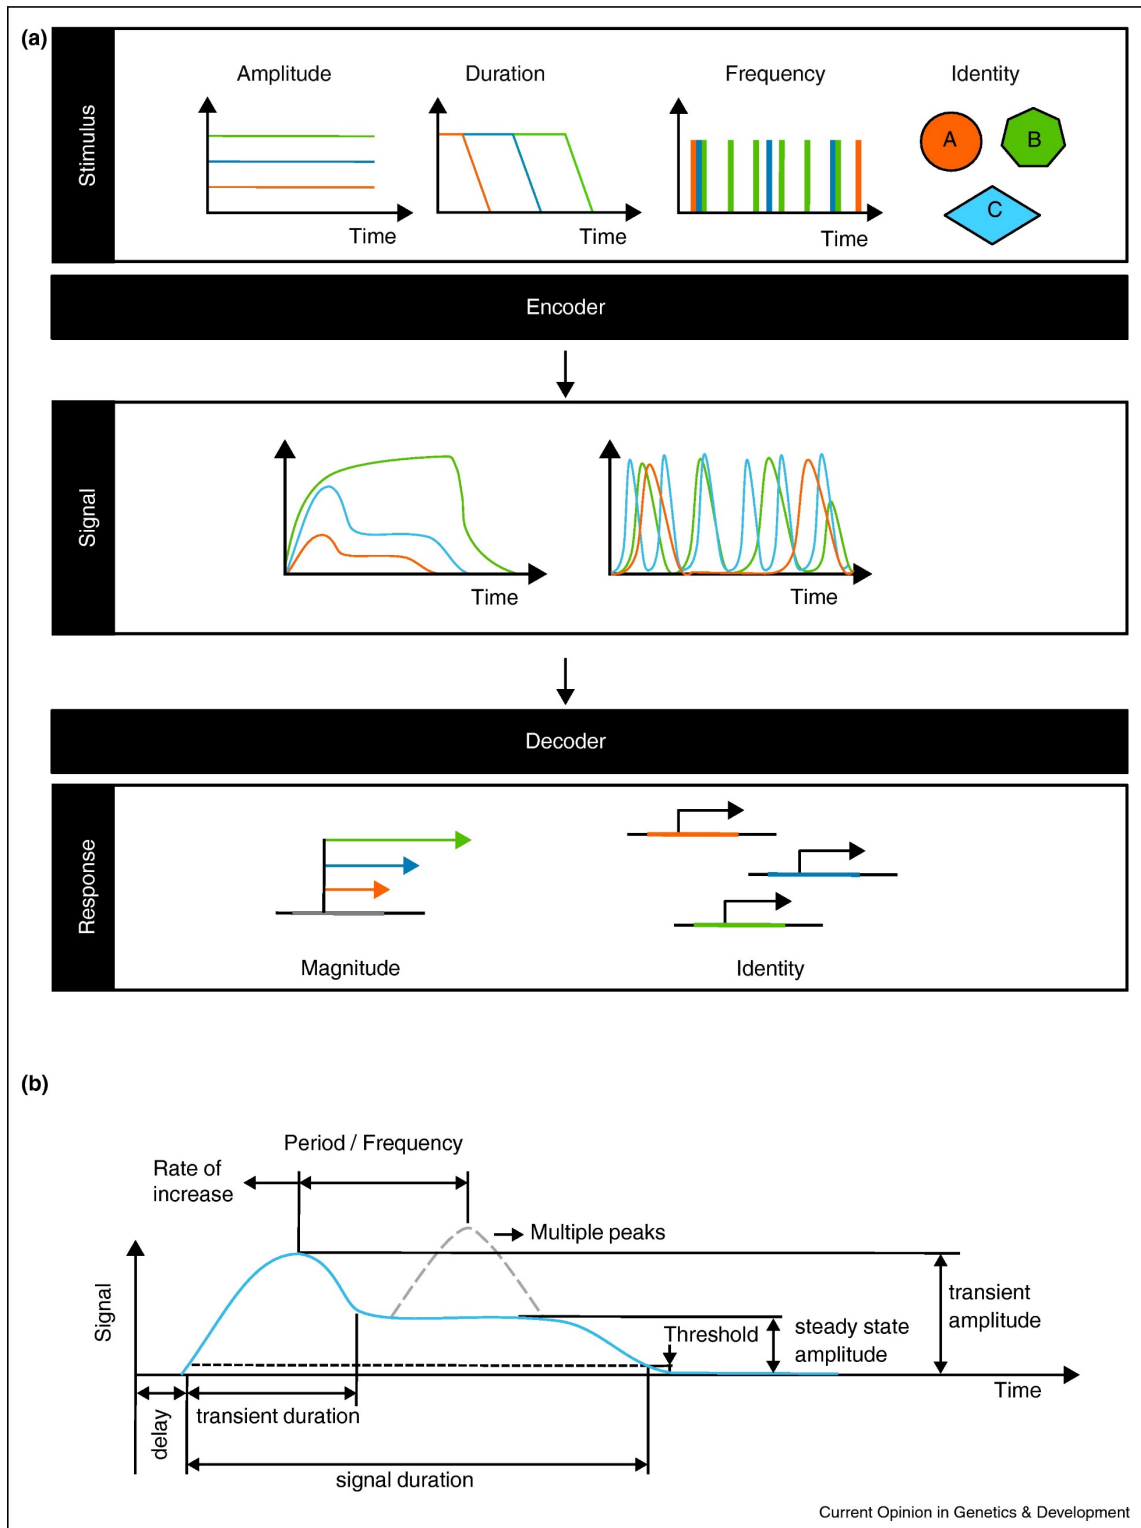 (a)
Stimulus
Amplitude
Duration
Frequency
Identity
A
B
C
Time
Time
Time
Encoder
Signal
Time
Time
Decoder
Response
Magnitude
Identity
(b)
Period / Frequency
Rate of
increase
Multiple peaks
Signal
transient
amplitude
Threshold
steady state
amplitude
Time
delay
transient duration
signal duration
Current Opinion in Genetics & Development